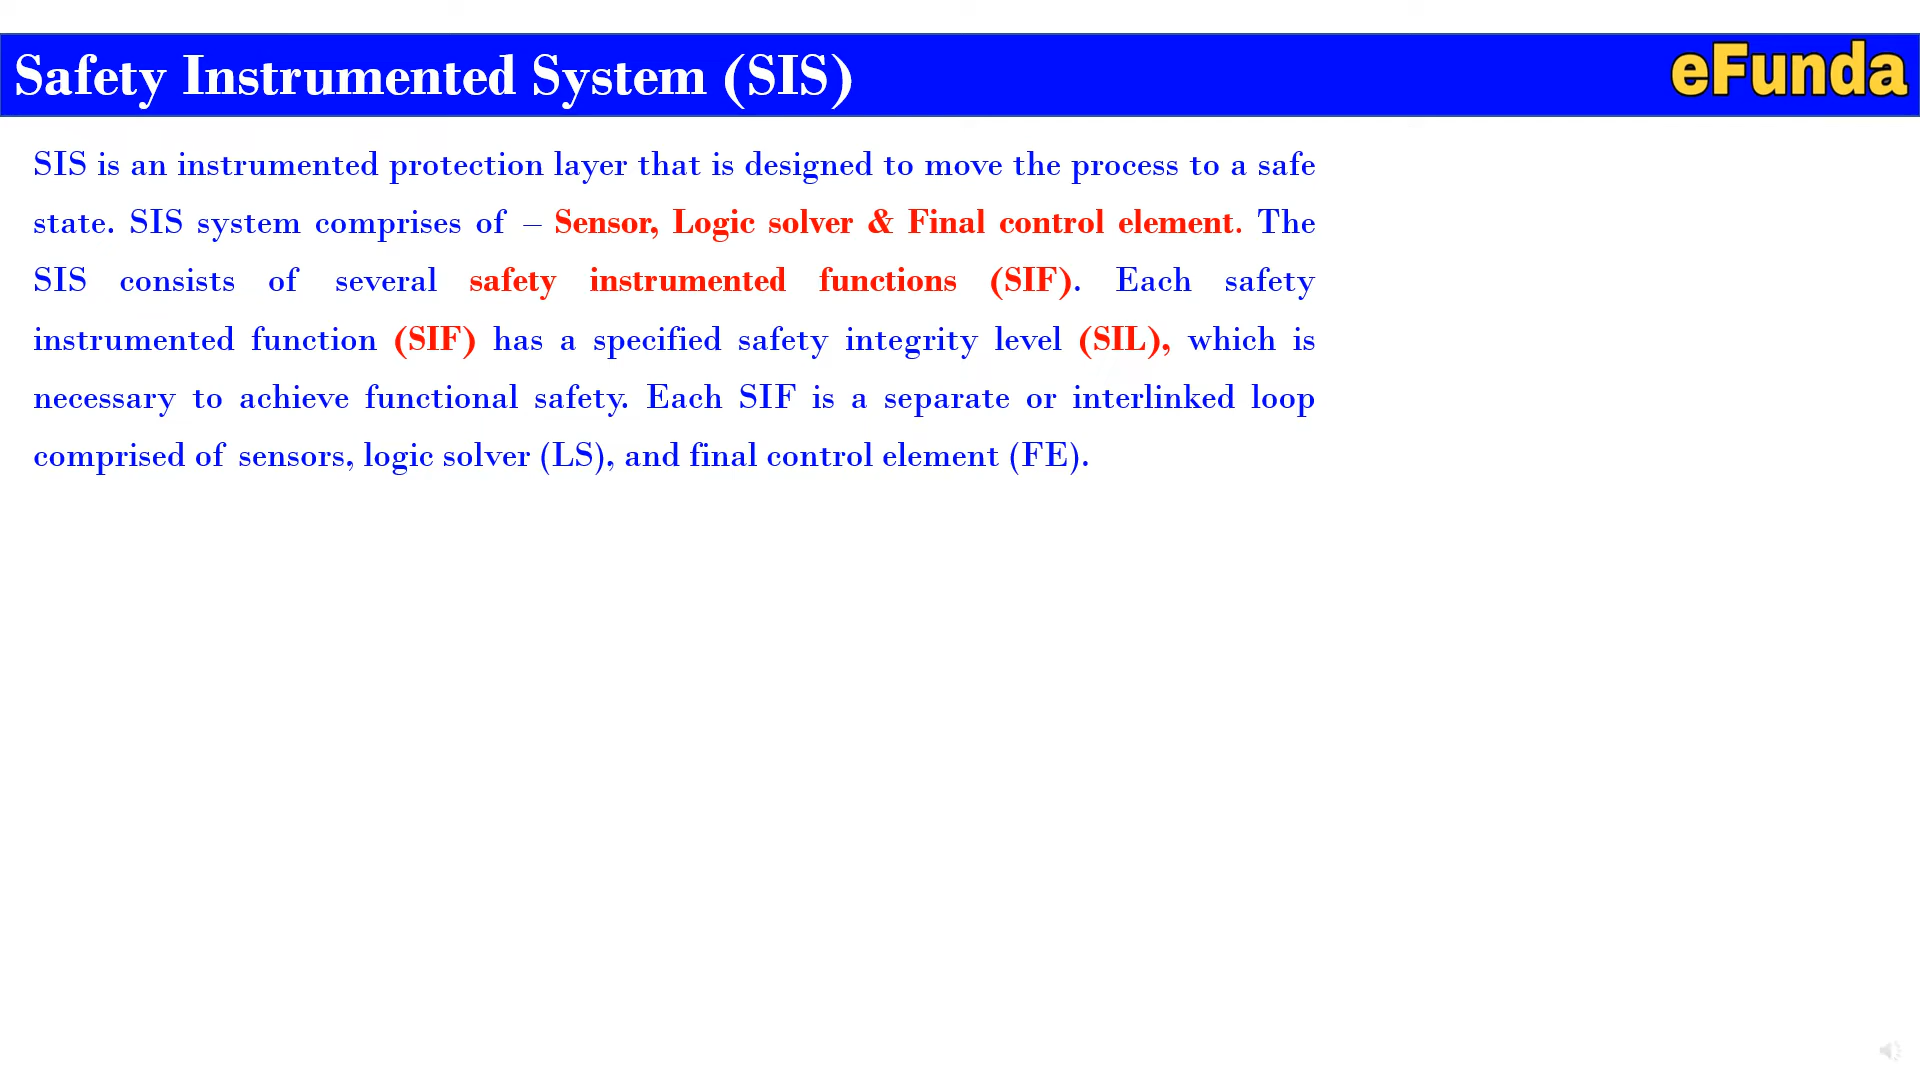 Safety Instrumented System (SIS)
eFunda
SIS is an instrumented protection layer that is designed to move the process to a safe
state. SIS system comprises of – Sensor, Logic solver & Final control element. The
SIS consists of several safety instrumented functions (SIF). Each safety
instrumented function (SIF) has a specified safety integrity level (SIL), which is
necessary to achieve functional safety. Each SIF is a separate or interlinked loop
comprised of sensors, logic solver (LS), and final control element (FE).